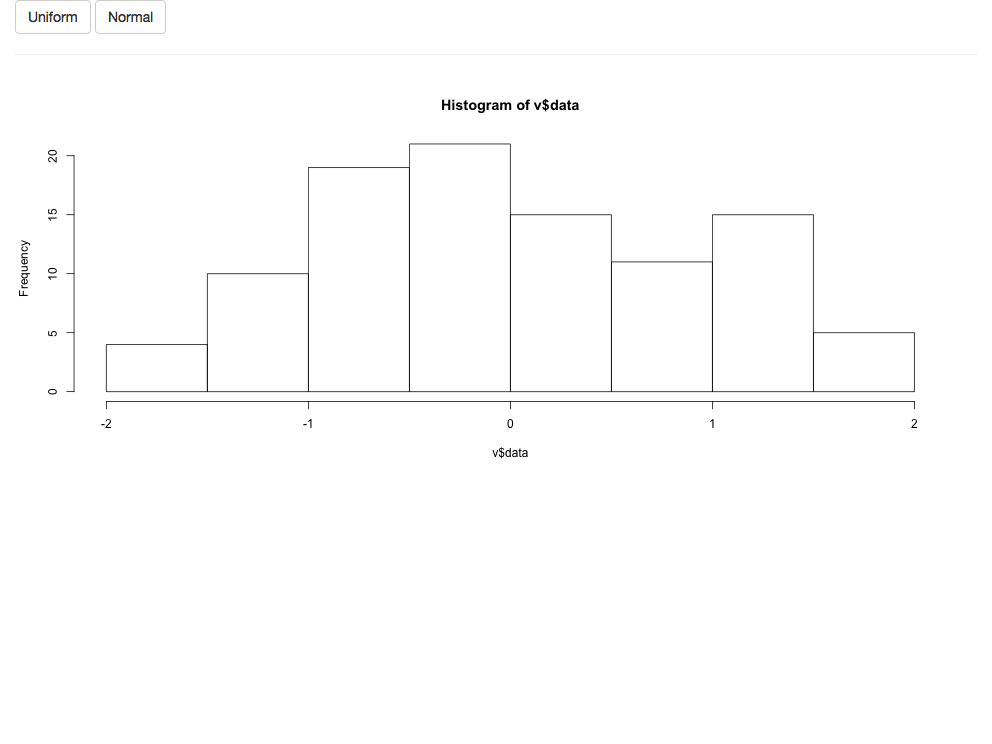 Uniform Normal
Histogram of v$data
Frequency
20
15
10
5
0
-2 -1 0 1 2
v$data